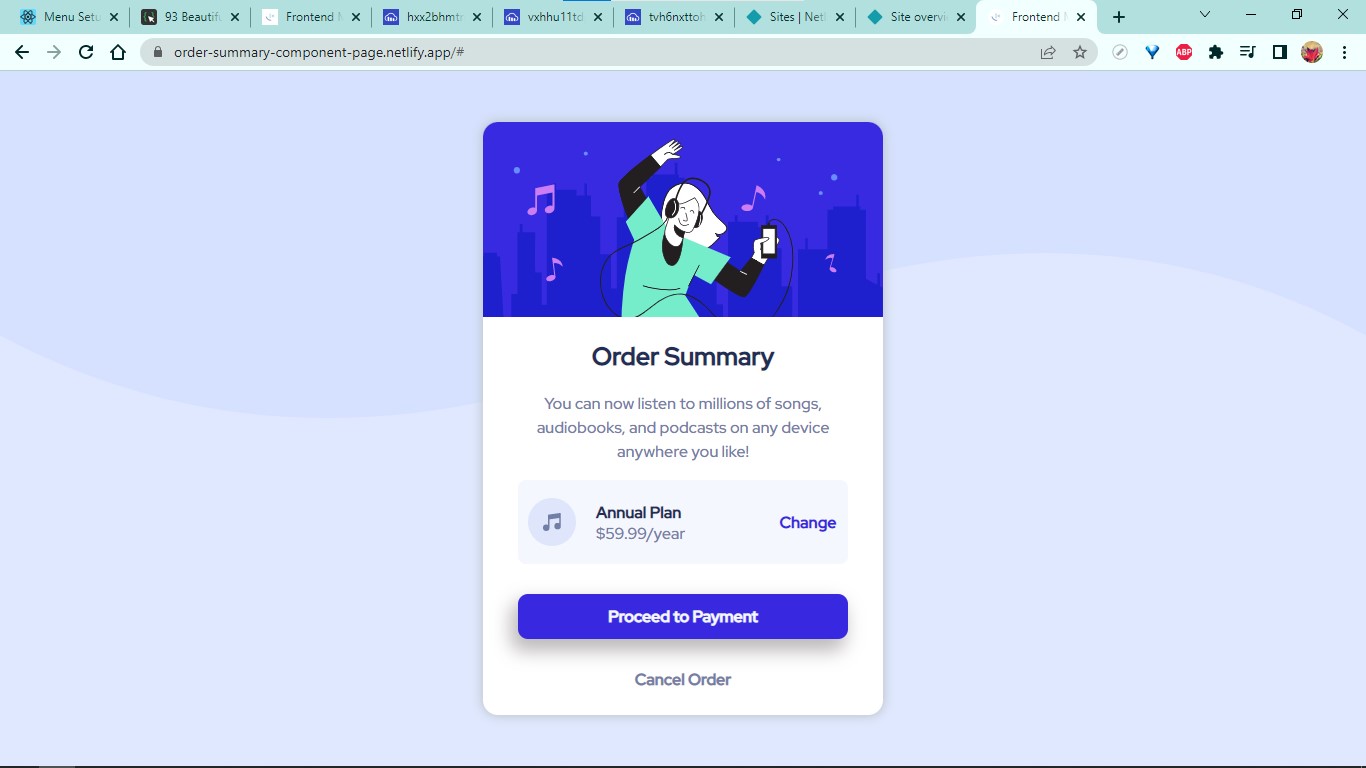 Menu Setu
93 Beautifu
Frontend M
hxx2bhmtr
vxhhu11td
tvh6nxttoh
Sites | Netl
Site overvi
Frontend M
order-summary-component-page.netlify.app/#
ABP
Order Summary
You can now listen to millions of songs,
audiobooks, and podcasts on any device
anywhere you like!
Annual Plan
$59.99/year
Change
Proceed to Payment
Cancel Order